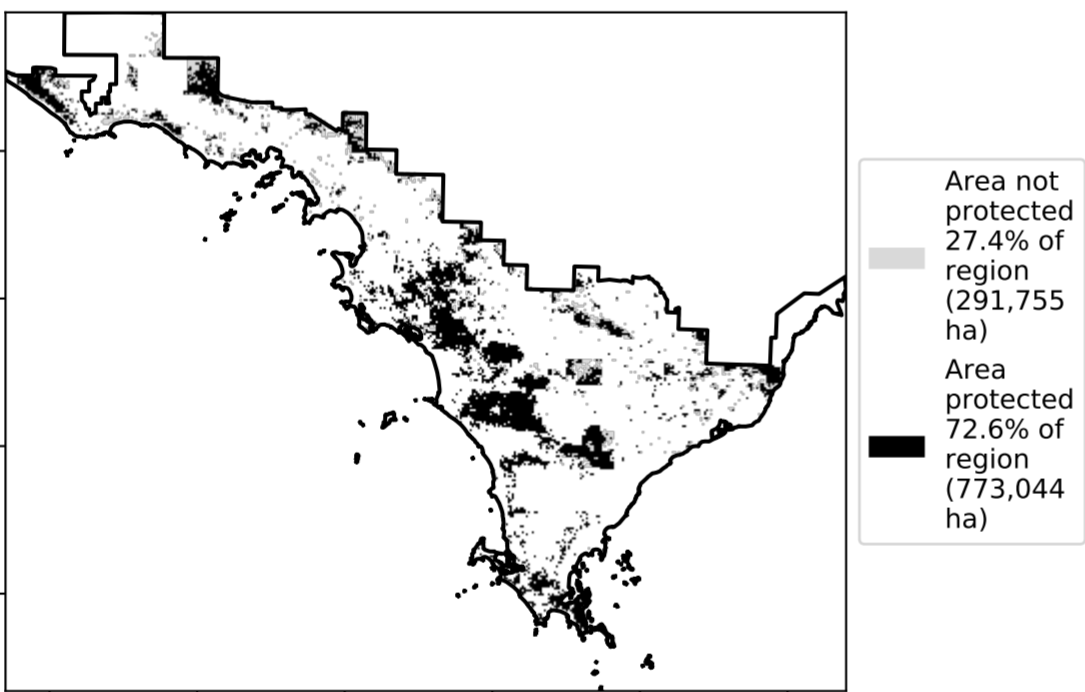 Area not
protected
27.4% of
region
(291,755
ha)
Area
protected
72.6% of
region
(773,044
ha)